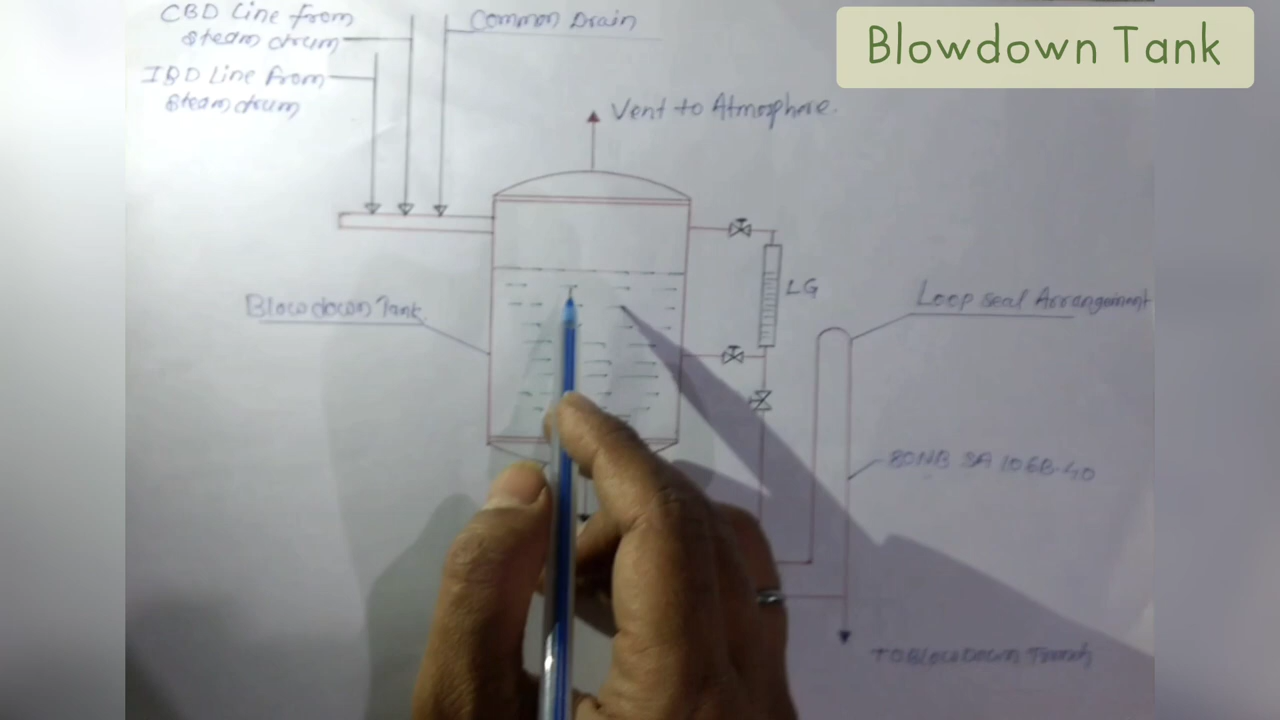 Blowdown Tank
CBD Line from
steam drum
Common Drain
IBD Line from
steam drum
Vent to Atmosphore.
Blowdown Tank
LG
Loop seal Arrangement
80NB SA 106B-40
TO Blowdown Trench